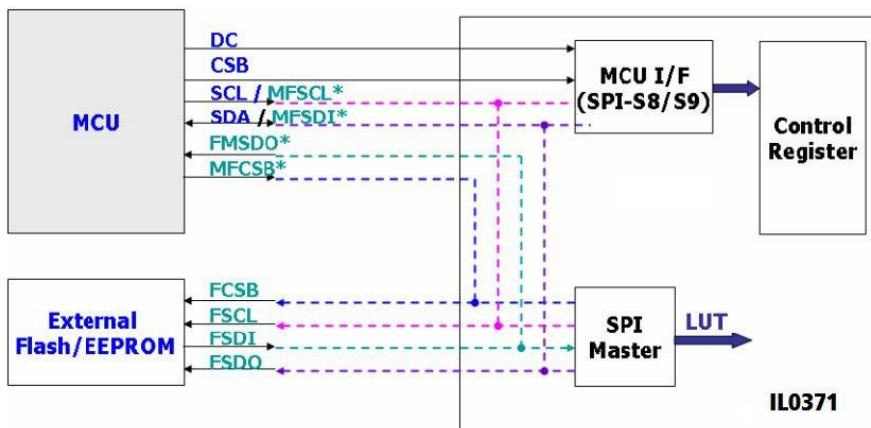 DC
CSB
SCL / MFSCL*
SDA / MFSDI*
FMSDO*
MFCSB*
MCU
MCU I/F
(SPI-S8/S9)
Control
Register
FCSB
FSCL
FSDI
FSDO
External
Flash/EEPROM
SPI
Master
LUT
IL0371